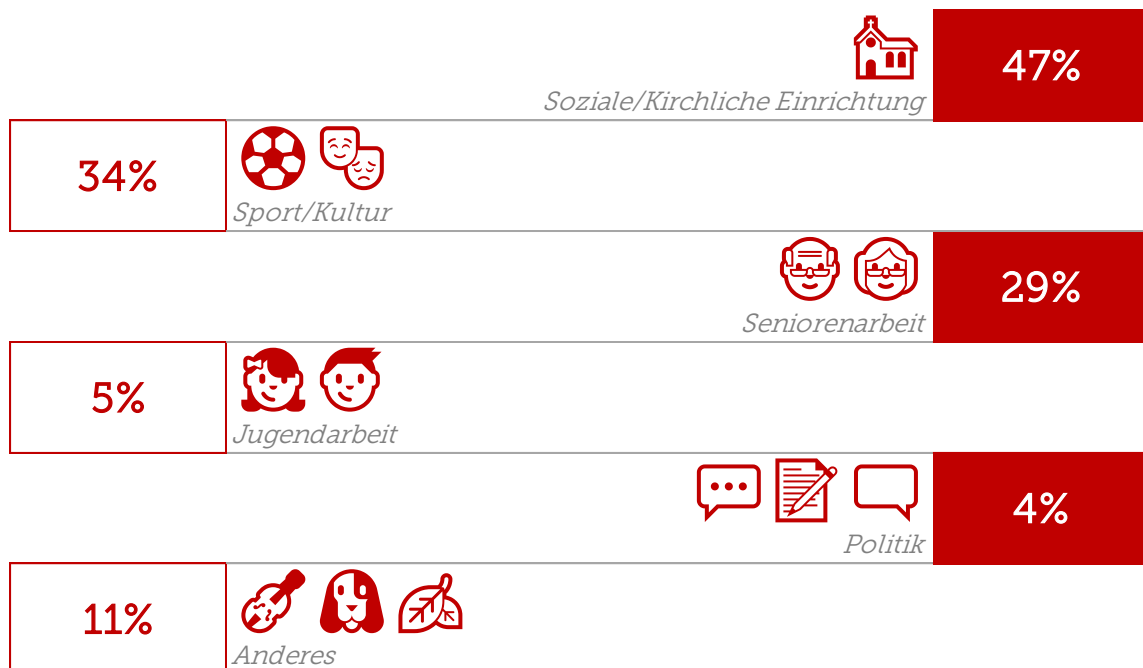 47%
Soziale/Kirchliche Einrichtung
34%
Sport/Kultur
29%
Seniorenarbeit
5%
Jugendarbeit
4%
Politik
11%
Anderes